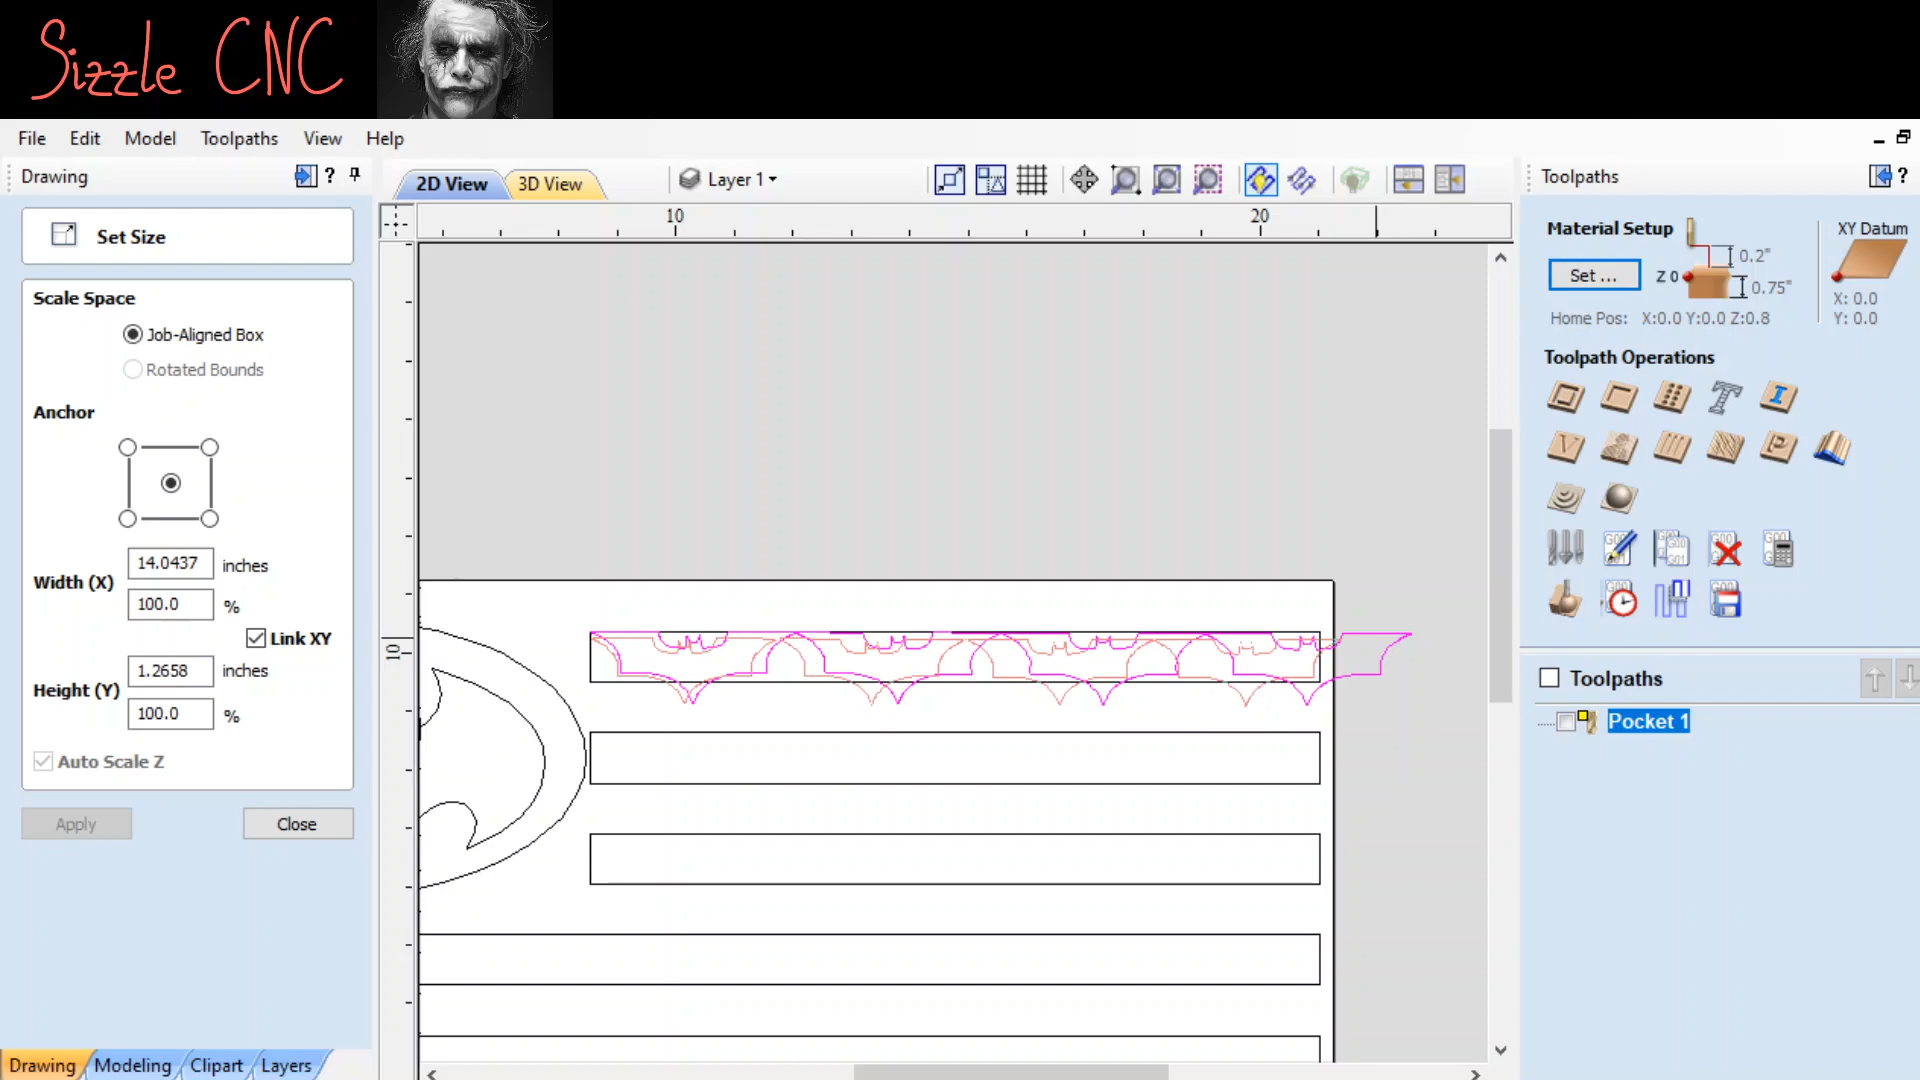 Sizzle CNC
File Edit Model Toolpaths View Help
Drawing ?
2D View 3D View Layer 1
Toolpaths ?
Set Size
10 20
Material Setup
XY Datum
0.2"
Set ... Z 0 0.75"
X: 0.0
Y: 0.0
Home Pos: X:0.0 Y:0.0 Z:0.8
Scale Space
Job-Aligned Box
Rotated Bounds
Toolpath Operations
Anchor
Width (X) 14.0437 inches
100.0 %
Link XY
10
Height (Y) 1.2658 inches
100.0 %
Toolpaths
Pocket 1
Auto Scale Z
Apply Close
Drawing Modeling Clipart Layers